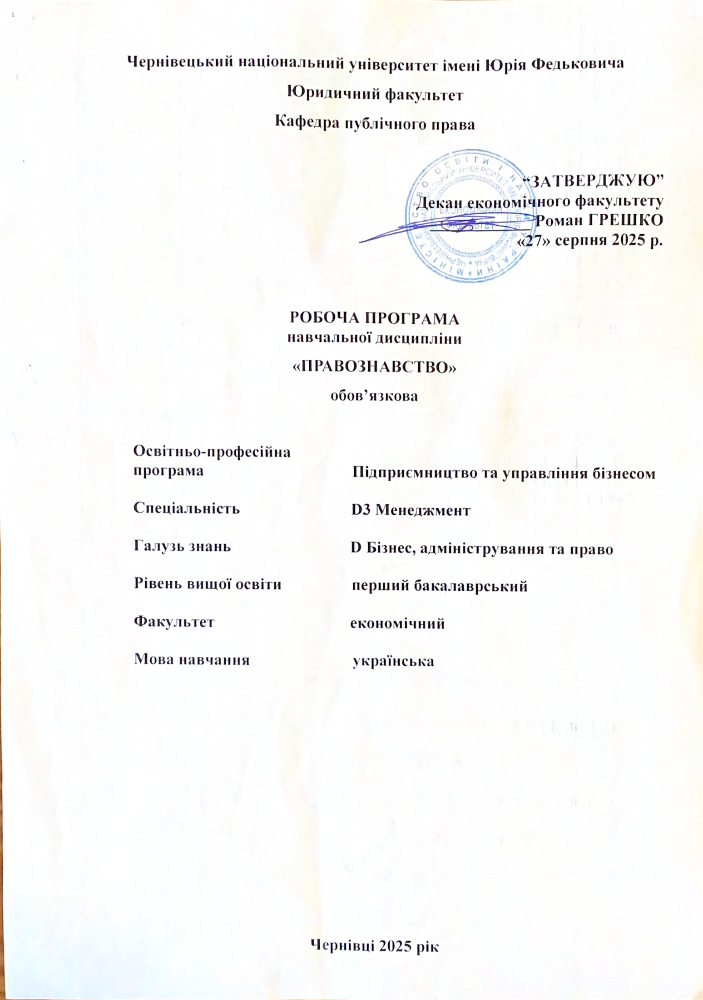 Чернівецький національний університет імені Юрія Федьковича
Юридичний факультет
Кафедра публічного права
“ЗАТВЕРДЖУЮ”
Декан економічного факультету
Роман ГРЕШКО
«27» серпня 2025 р.
МІНІСТЕРСТВО ОСВІТИ І НАУКИ УКРАЇНИ
ЧЕРНІВЕЦЬКИЙ НАЦІОНАЛЬНИЙ УНІВЕРСИТЕТ ІМЕНІ ЮРІЯ ФЕДЬКОВИЧА
ЕКОНОМІЧНИЙ
ФАКУЛЬТЕТ
РОБОЧА ПРОГРАМА
навчальної дисципліни
«ПРАВОЗНАВСТВО»
обов’язкова
Освітньо-професійна
програма Підприємництво та управління бізнесом
Спеціальність D3 Менеджмент
Галузь знань D Бізнес, адміністрування та право
Рівень вищої освіти перший бакалаврський
Факультет економічний
Мова навчання українська
Чернівці 2025 рік